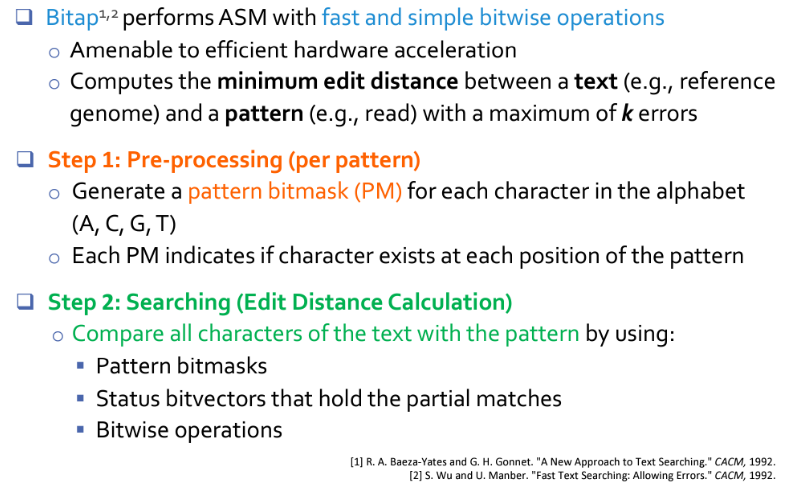 Bitap1,2 performs ASM with fast and simple bitwise operations
Amenable to efficient hardware acceleration
Computes the minimum edit distance between a text (e.g., reference
genome) and a pattern (e.g., read) with a maximum of k errors
Step 1: Pre-processing (per pattern)
Generate a pattern bitmask (PM) for each character in the alphabet
(A, C, G, T)
Each PM indicates if character exists at each position of the pattern
Step 2: Searching (Edit Distance Calculation)
Compare all characters of the text with the pattern by using:
Pattern bitmasks
Status bitvectors that hold the partial matches
Bitwise operations
[1] R. A. Baeza-Yates and G. H. Gonnet. "A New Approach to Text Searching." CACM, 1992.
[2] S. Wu and U. Manber. "Fast Text Searching: Allowing Errors." CACM, 1992.